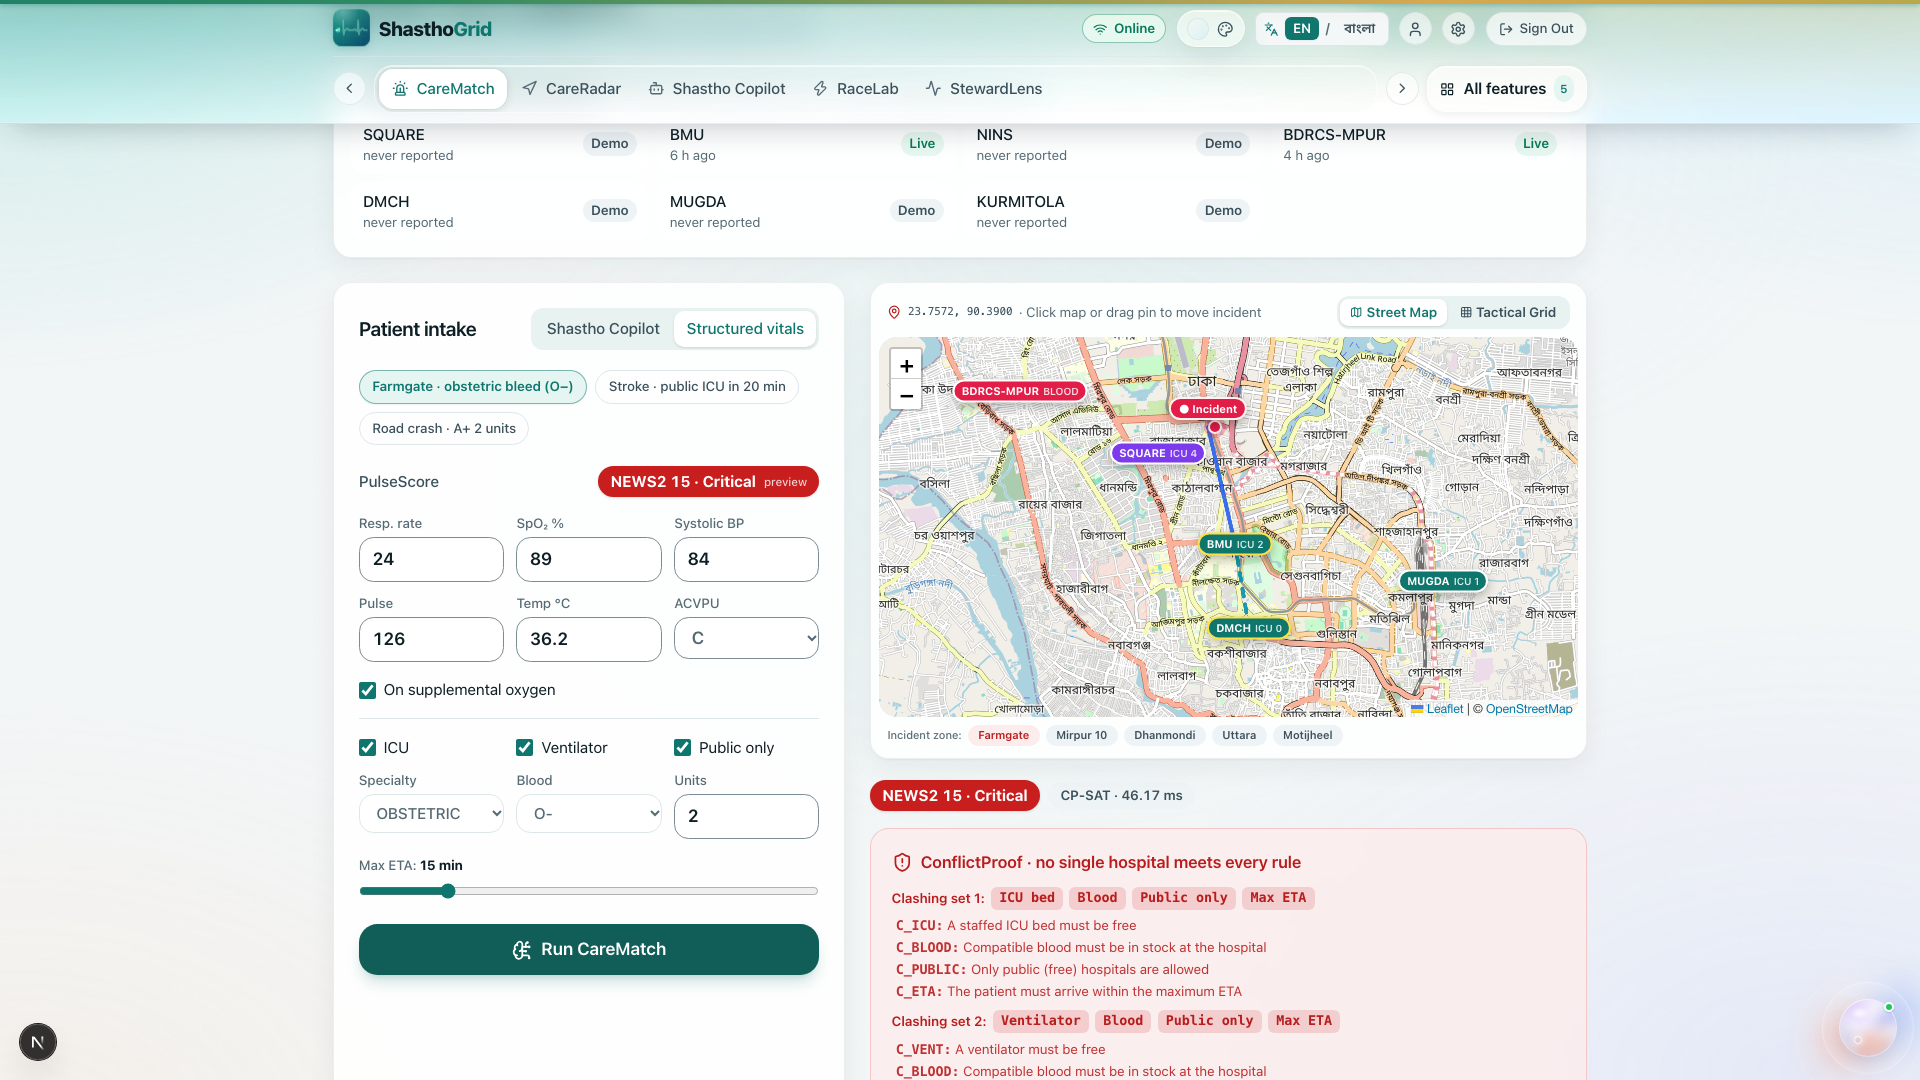 ShasthoGrid
Online
EN / বাংলা
Sign Out
CareMatch
CareRadar
Shastho Copilot
RaceLab
StewardLens
All features 5
SQUARE
never reported
Demo
BMU
6 h ago
Live
NINS
never reported
Demo
BDRCS-MPUR
4 h ago
Live
DMCH
never reported
Demo
MUGDA
never reported
Demo
KURMITOLA
never reported
Demo
Patient intake
Shastho Copilot
Structured vitals
Farmgate · obstetric bleed (O−)
Stroke · public ICU in 20 min
Road crash · A+ 2 units
PulseScore
NEWS2 15 · Critical preview
Resp. rate
SpO₂ %
Systolic BP
24
89
84
Pulse
Temp °C
ACVPU
126
36.2
C
On supplemental oxygen
ICU
Ventilator
Public only
Specialty
Blood
Units
OBSTETRIC
O-
2
Max ETA: 15 min
Run CareMatch
N
23.7572, 90.3900 · Click map or drag pin to move incident
Street Map
Tactical Grid
+
−
ঢাকা
তেজগাঁও শিল্প
এলাকা
আফতাবনগর
রামপুরা
বনশ্রী
BDRCS-MPUR BLOOD
Incident
লালমাটিয়া
নয়াটোলা
মেরাদিয়া
SQUARE ICU 4
মগবাজার
খিলগাঁও
দক্ষিণ বনশ্রী
বসিলা
ধানমন্ডি
কাঁঠালবাগান
গোড়ান
নন্দিপাড়া
রায়ের বাজার
সিদ্ধেশ্বরী
দক্ষিণগাঁও
চর ওয়াশপুর
জিগাতলা
শাহজাহানপুর
BMU ICU 2
রাজারবাগ
সেগুনবাগিচা
MUGDA ICU 1
হাজারীবাগ
কমলাপুর
মুগদা
মান্ডা
গ্রীন মডেল
মতিঝিল
DMCH ICU 0
গুলিস্তান
নবাবগঞ্জ
বকশীবাজার
মানিকনগর
লালবাগ
গোলাপবাগ
কামরাঙ্গীরচর
চকবাজার
নবাবপুর
খোলামোড়া
Leaflet | © OpenStreetMap
Incident zone:
Farmgate
Mirpur 10
Dhanmondi
Uttara
Motijheel
NEWS2 15 · Critical
CP-SAT · 46.17 ms
ConflictProof · no single hospital meets every rule
Clashing set 1: ICU bed Blood Public only Max ETA
C_ICU: A staffed ICU bed must be free
C_BLOOD: Compatible blood must be in stock at the hospital
C_PUBLIC: Only public (free) hospitals are allowed
C_ETA: The patient must arrive within the maximum ETA
Clashing set 2: Ventilator Blood Public only Max ETA
C_VENT: A ventilator must be free
C_BLOOD: Compatible blood must be in stock at the hospital